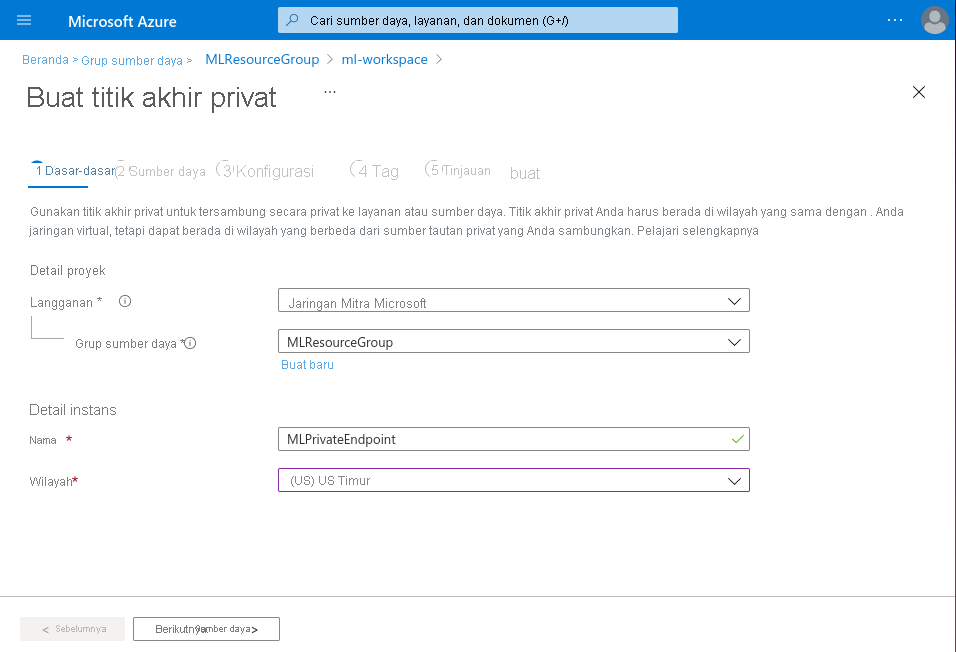 Microsoft Azure
Cari sumber daya, layanan, dan dokumen (G+/)
Beranda > Grup sumber daya > MLResourceGroup > ml-workspace >
Buat titik akhir privat ...
1 Dasar-dasar 2 Sumber daya 3 Konfigurasi 4 Tag 5 Tinjauan buat
Gunakan titik akhir privat untuk tersambung secara privat ke layanan atau sumber daya. Titik akhir privat Anda harus berada di wilayah yang sama dengan . Anda
jaringan virtual, tetapi dapat berada di wilayah yang berbeda dari sumber tautan privat yang Anda sambungkan. Pelajari selengkapnya
Detail proyek
Langganan * Jaringan Mitra Microsoft
Grup sumber daya * MLResourceGroup
Buat baru
Detail instans
Nama * MLPrivateEndpoint
Wilayah* (US) US Timur
< Sebelumnya Berikutnya Sumber daya >